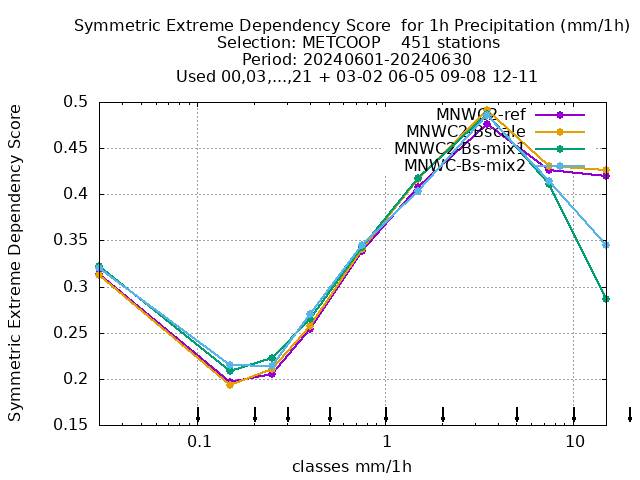 Symmetric Extreme Dependency Score  for 1h Precipitation (mm/1h)
Selection: METCOOP    451 stations
Period: 20240601-20240630
Used 00,03,...,21 + 03-02 06-05 09-08 12-11
Symmetric Extreme Dependency Score
0.5
0.45
0.4
0.35
0.3
0.25
0.2
0.15
MNWC2-ref
MNWC2-Bscale
MNWC2-Bs-mix1
MNWC-Bs-mix2
0.1
1
10
classes mm/1h